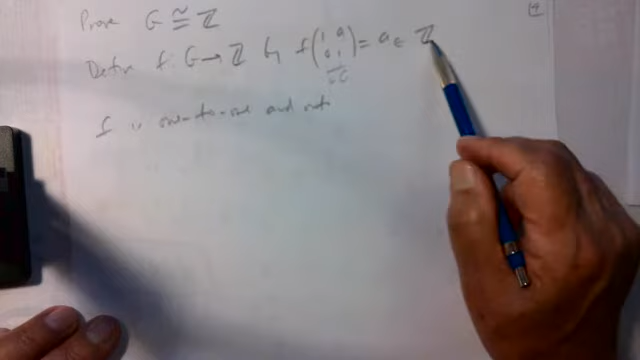 Prove G ≅ ℤ
Define f: G → ℤ by f(1 a
0 1) = a ∈ ℤ
∈ G
f is one-to-one and onto